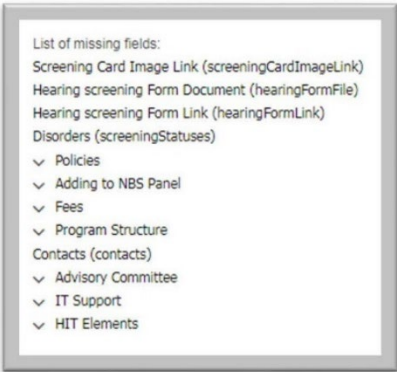 List of missing fields:
Screening Card Image Link (screeningCardImageLink)
Hearing screening Form Document (hearingFormFile)
Hearing screening Form Link (hearingFormLink)
Disorders (screeningStatuses)
Policies
Adding to NBS Panel
Fees
Program Structure
Contacts (contacts)
Advisory Committee
IT Support
HIT Elements